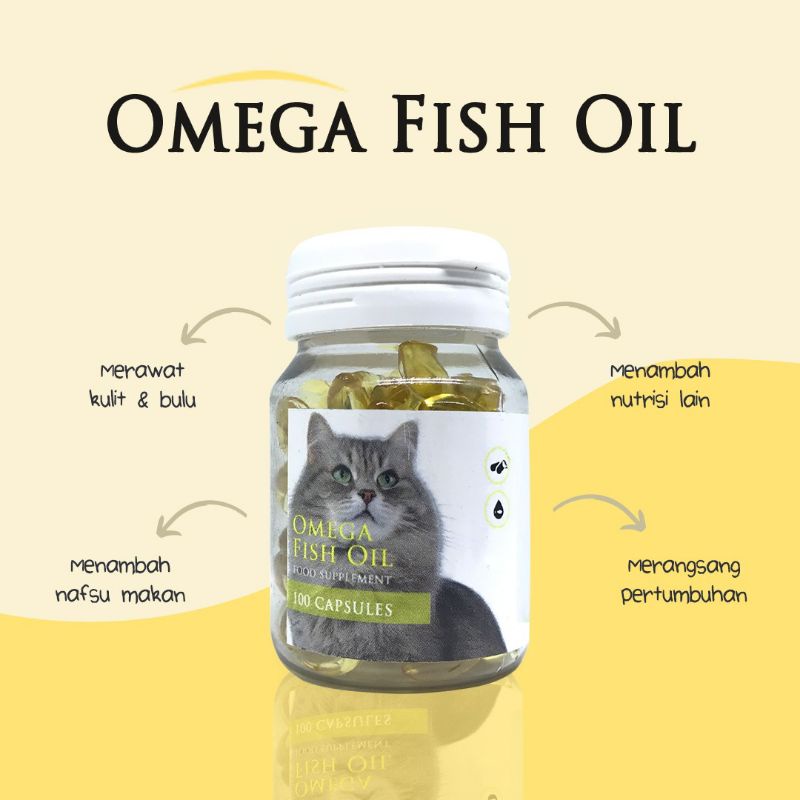 OMEGA FISH OIL
Merawat
kulit & bulu
Menambah
nutrisi lain
Menambah
nafsu makan
Merangsang
pertumbuhan
OMEGA
FISH OIL
FOOD SUPPLEMENT
100 CAPSULES